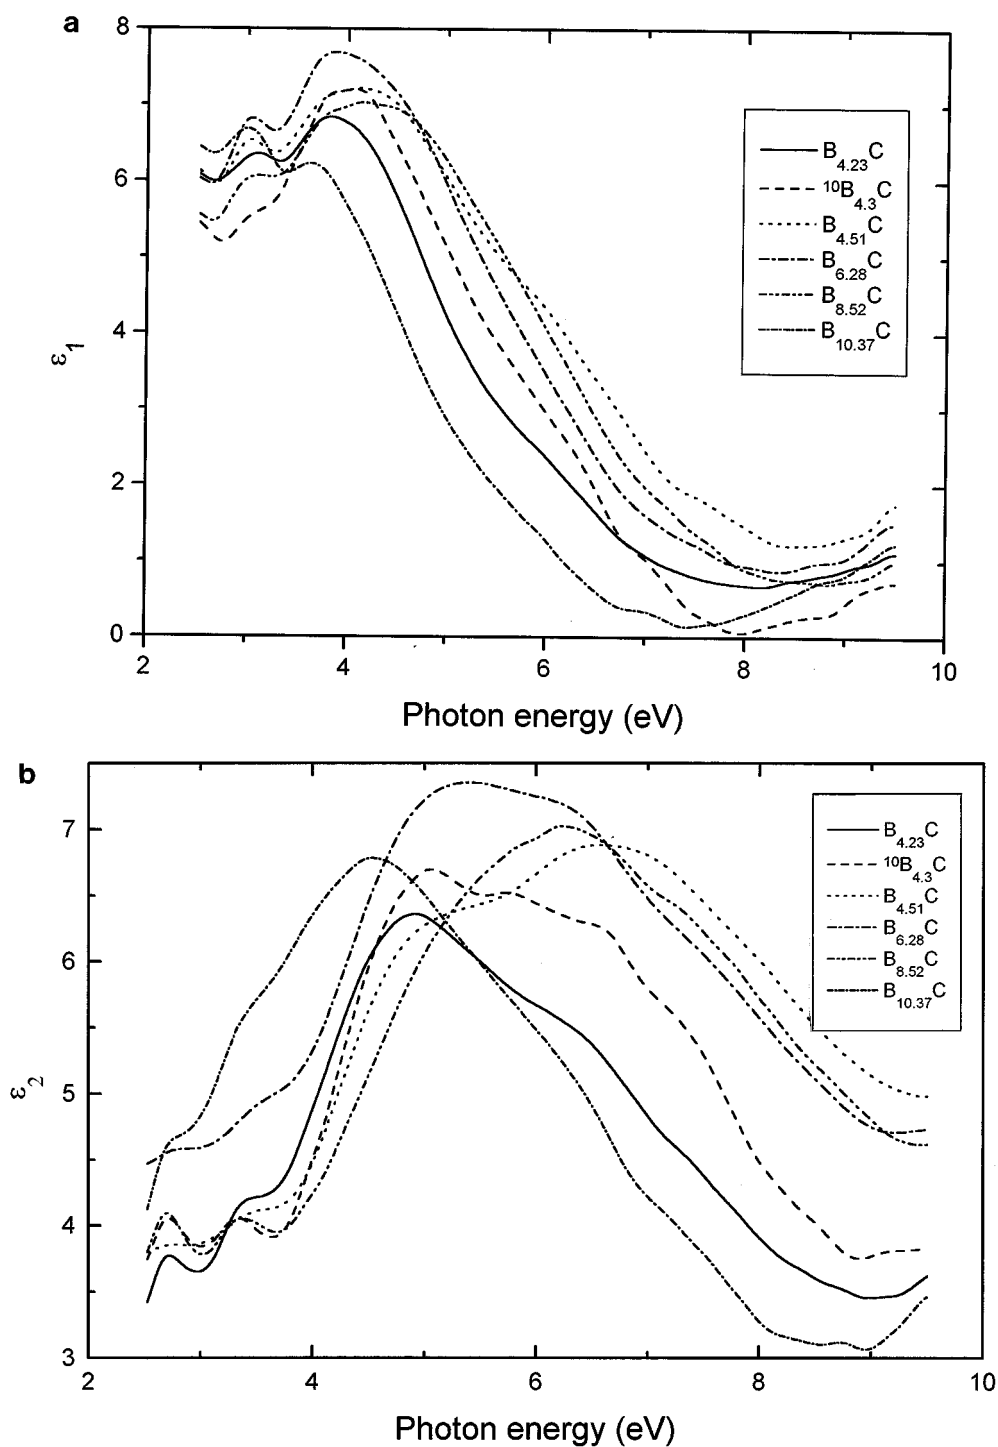 a
8
6
4
2
0
ε1
B4.23C
10B4.3C
B4.51C
B6.28C
B8.52C
B10.37C
2 4 6 8 10
Photon energy (eV)
b
7
6
5
4
3
ε2
B4.23C
10B4.3C
B4.51C
B6.28C
B8.52C
B10.37C
2 4 6 8 10
Photon energy (eV)